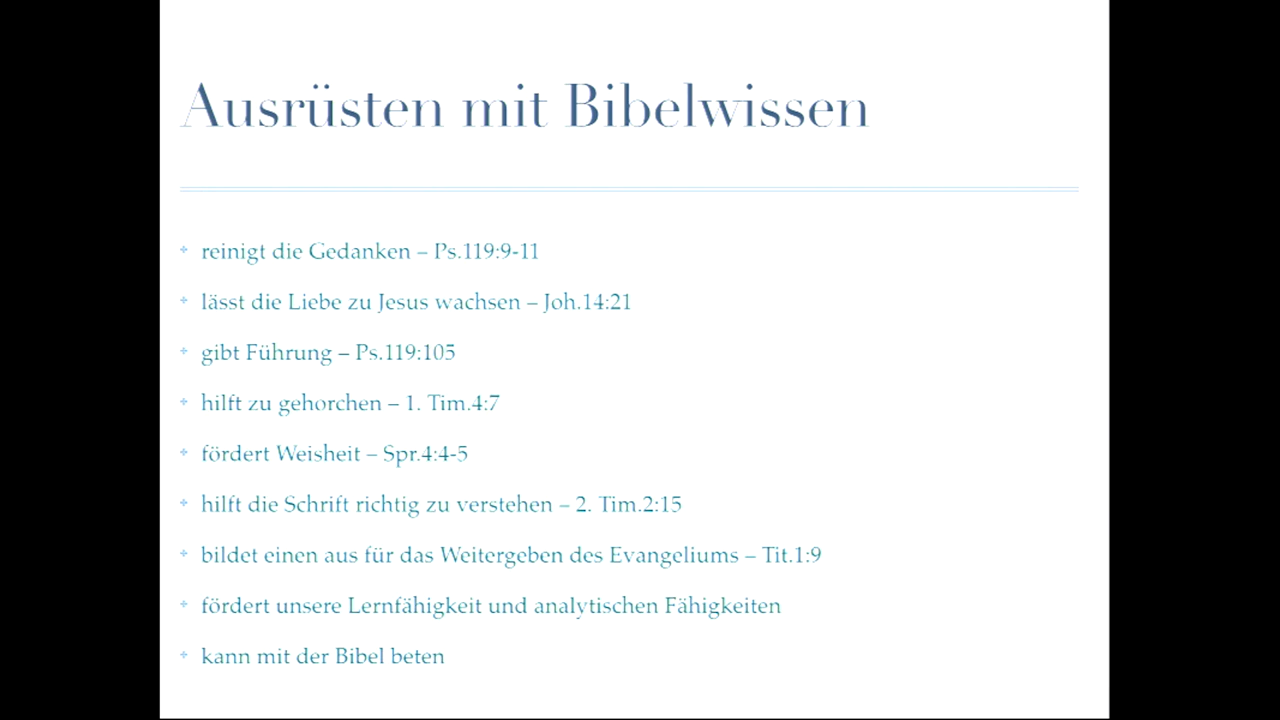 Ausrüsten mit Bibelwissen
reinigt die Gedanken – Ps.119:9-11
lässt die Liebe zu Jesus wachsen – Joh.14:21
gibt Führung – Ps.119:105
hilft zu gehorchen – 1. Tim.4:7
fördert Weisheit – Spr.4:4-5
hilft die Schrift richtig zu verstehen – 2. Tim.2:15
bildet einen aus für das Weitergeben des Evangeliums – Tit.1:9
fördert unsere Lernfähigkeit und analytischen Fähigkeiten
kann mit der Bibel beten